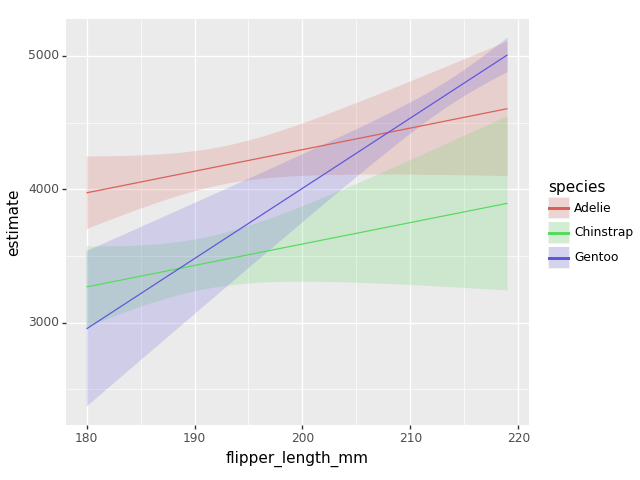 5000
4000
3000
estimate
180
190
200
210
220
flipper_length_mm
species
Adelie
Chinstrap
Gentoo